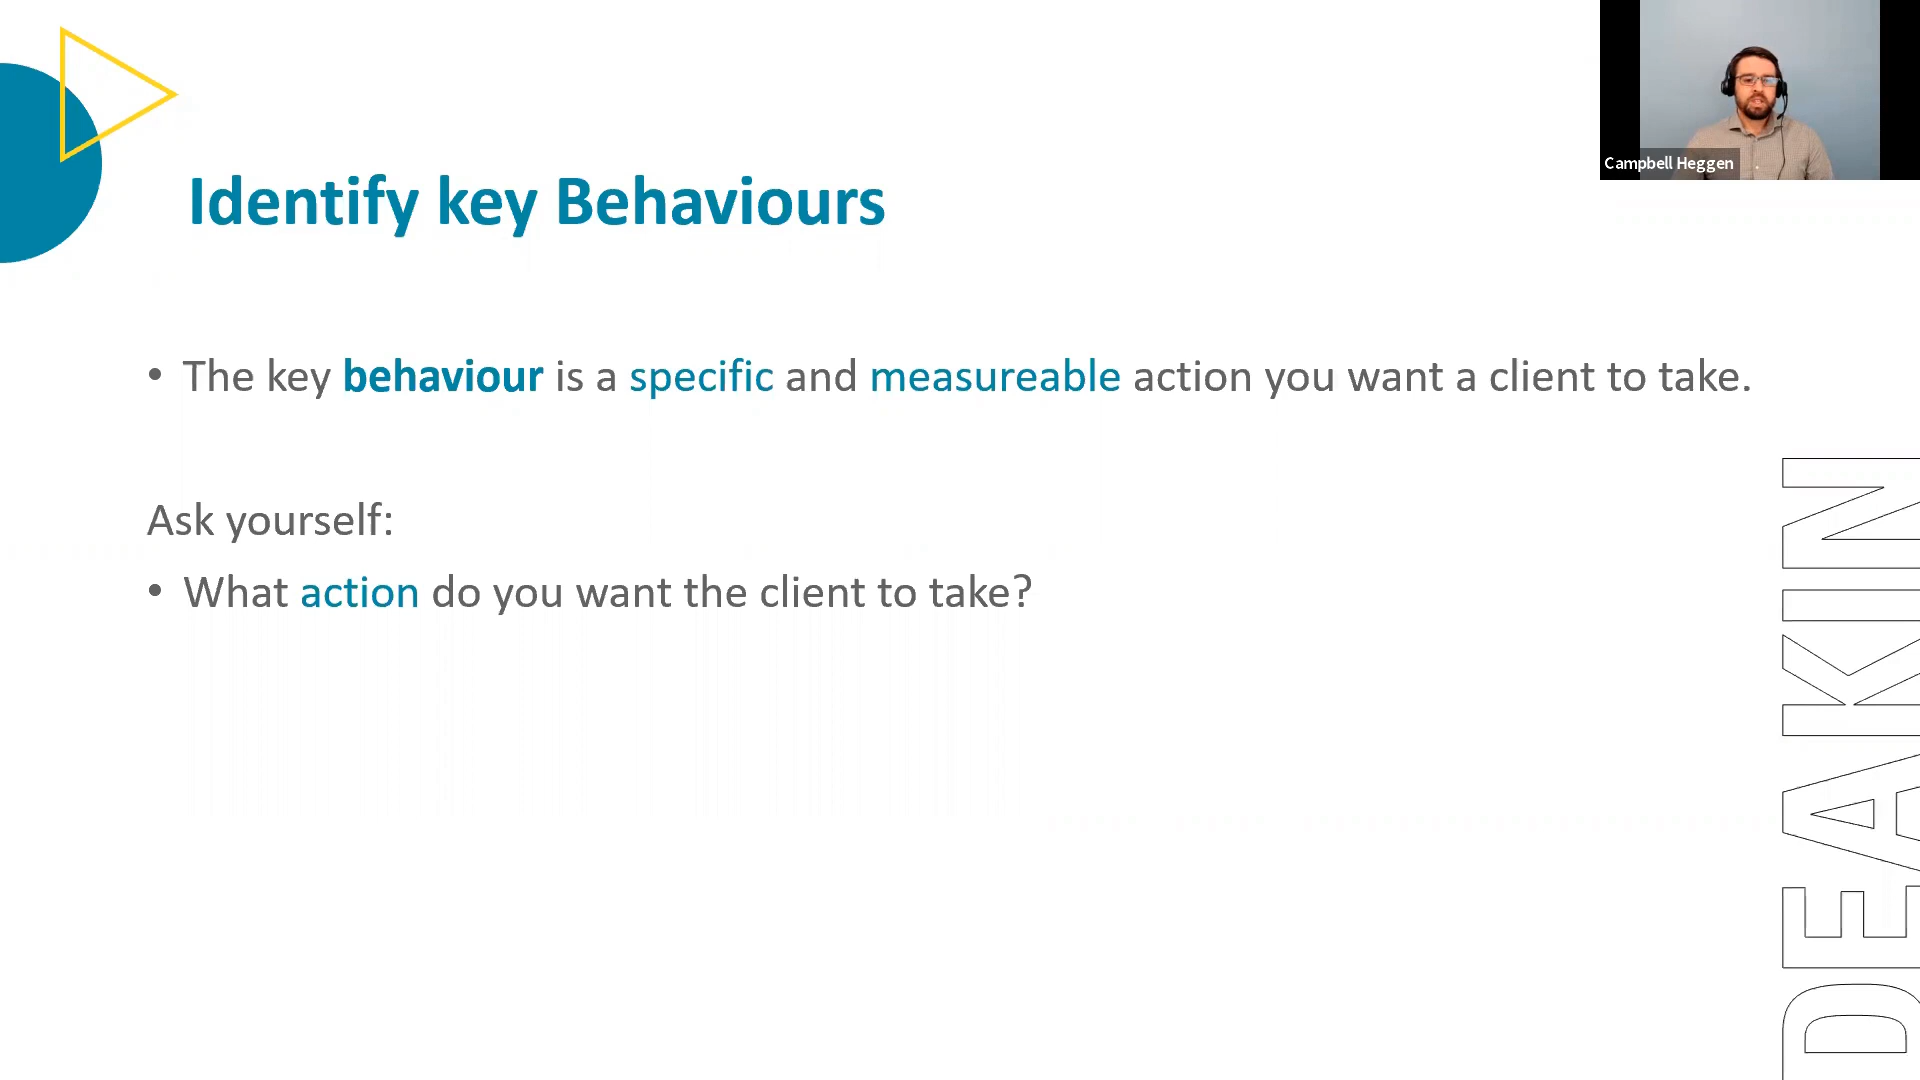 Campbell Heggen
Identify key Behaviours
• The key behaviour is a specific and measureable action you want a client to take.
Ask yourself:
• What action do you want the client to take?
DEAKIN